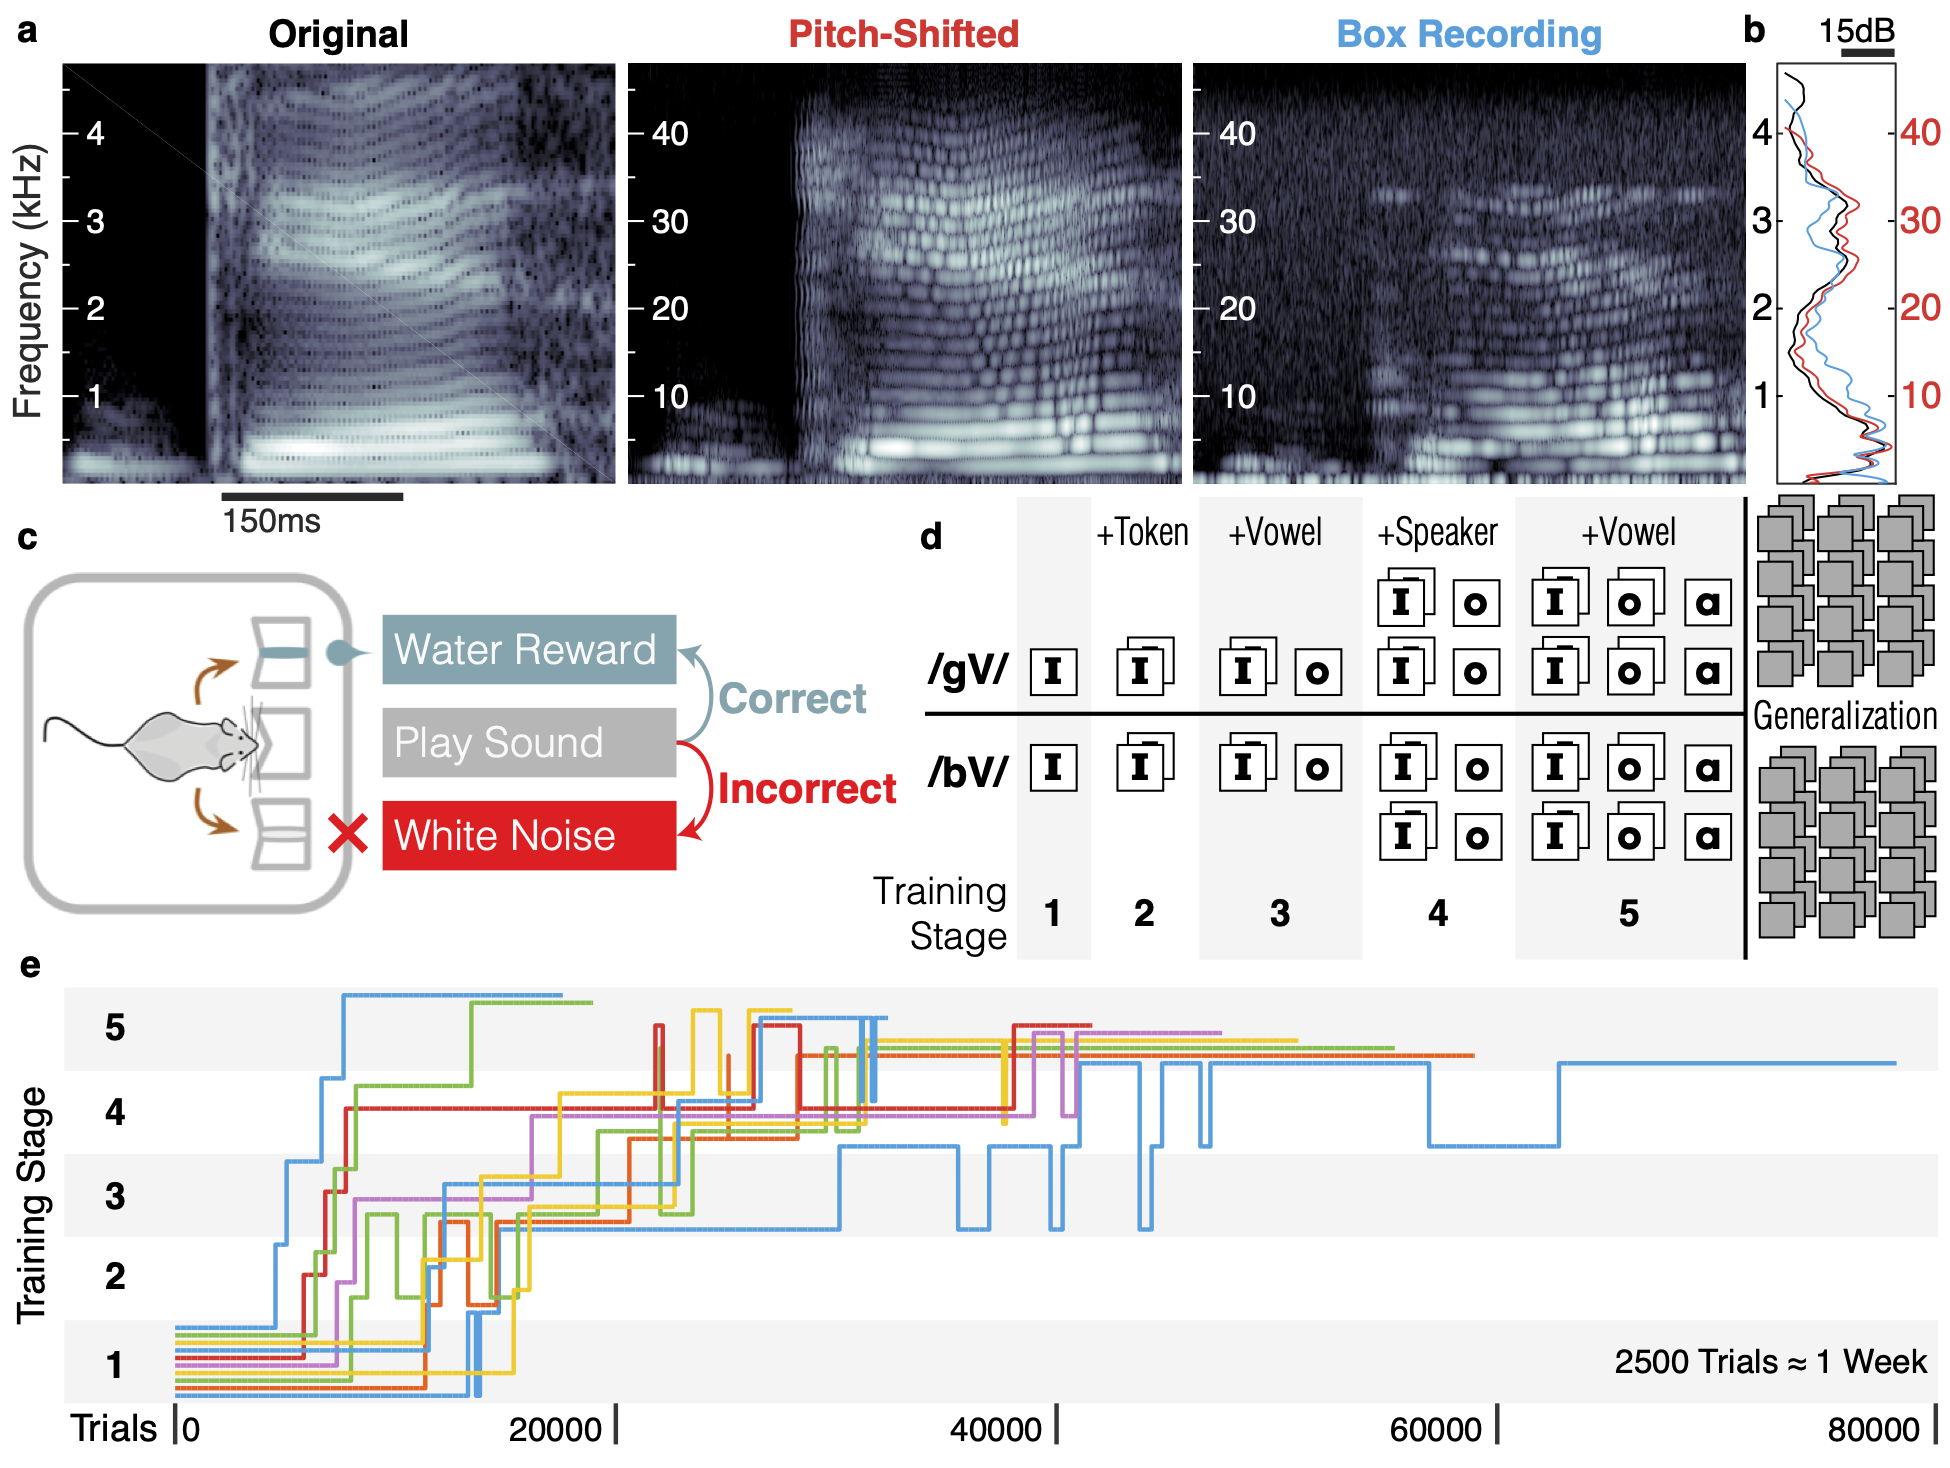 a Original Pitch-Shifted Box Recording b 15dB
Frequency (kHz)
4 40 40 4 40
3 30 30 3 30
2 20 20 2 20
1 10 10 1 10
150ms
c
Water Reward
Play Sound
White Noise
Correct
Incorrect
d
+Token +Vowel +Speaker +Vowel
I o I o a
/gV/ I I I o I o I o a
Generalization
/bV/ I I I o I o I o a
I o I o a
Training
Stage
1 2 3 4 5
e
Training Stage
5
4
3
2
1
2500 Trials ≈ 1 Week
Trials 0 20000 40000 60000 80000